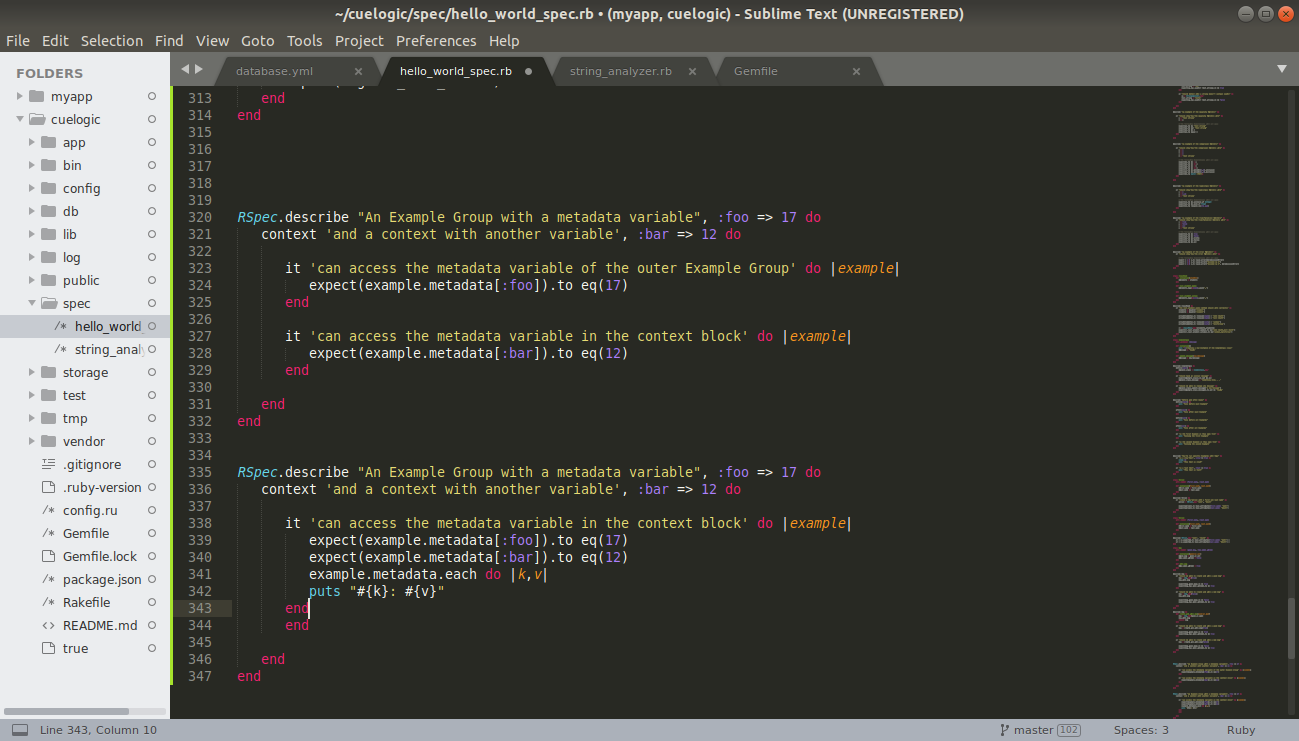 ~/cuelogic/spec/hello_world_spec.rb • (myapp, cuelogic) - Sublime Text (UNREGISTERED)
File Edit Selection Find View Goto Tools Project Preferences Help
FOLDERS
myapp
cuelogic
app
bin
config
db
lib
log
public
spec
/* hello_world_
/* string_analy
storage
test
tmp
vendor
.gitignore
.ruby-version
/* config.ru
/* Gemfile
Gemfile.lock
/* package.json
/* Rakefile
<> README.md
true
database.yml × hello_world_spec.rb • string_analyzer.rb × Gemfile ×
313 end
314 end
315
316
317
318
319
320 RSpec.describe "An Example Group with a metadata variable", :foo => 17 do
321 context 'and a context with another variable', :bar => 12 do
322
323 it 'can access the metadata variable of the outer Example Group' do |example|
324 expect(example.metadata[:foo]).to eq(17)
325 end
326
327 it 'can access the metadata variable in the context block' do |example|
328 expect(example.metadata[:bar]).to eq(12)
329 end
330
331 end
332 end
333
334
335 RSpec.describe "An Example Group with a metadata variable", :foo => 17 do
336 context 'and a context with another variable', :bar => 12 do
337
338 it 'can access the metadata variable in the context block' do |example|
339 expect(example.metadata[:foo]).to eq(17)
340 expect(example.metadata[:bar]).to eq(12)
341 example.metadata.each do |k,v|
342 puts "#{k}: #{v}"
343 end
344 end
345
346 end
347 end
Line 343, Column 10 master 102 Spaces: 3 Ruby